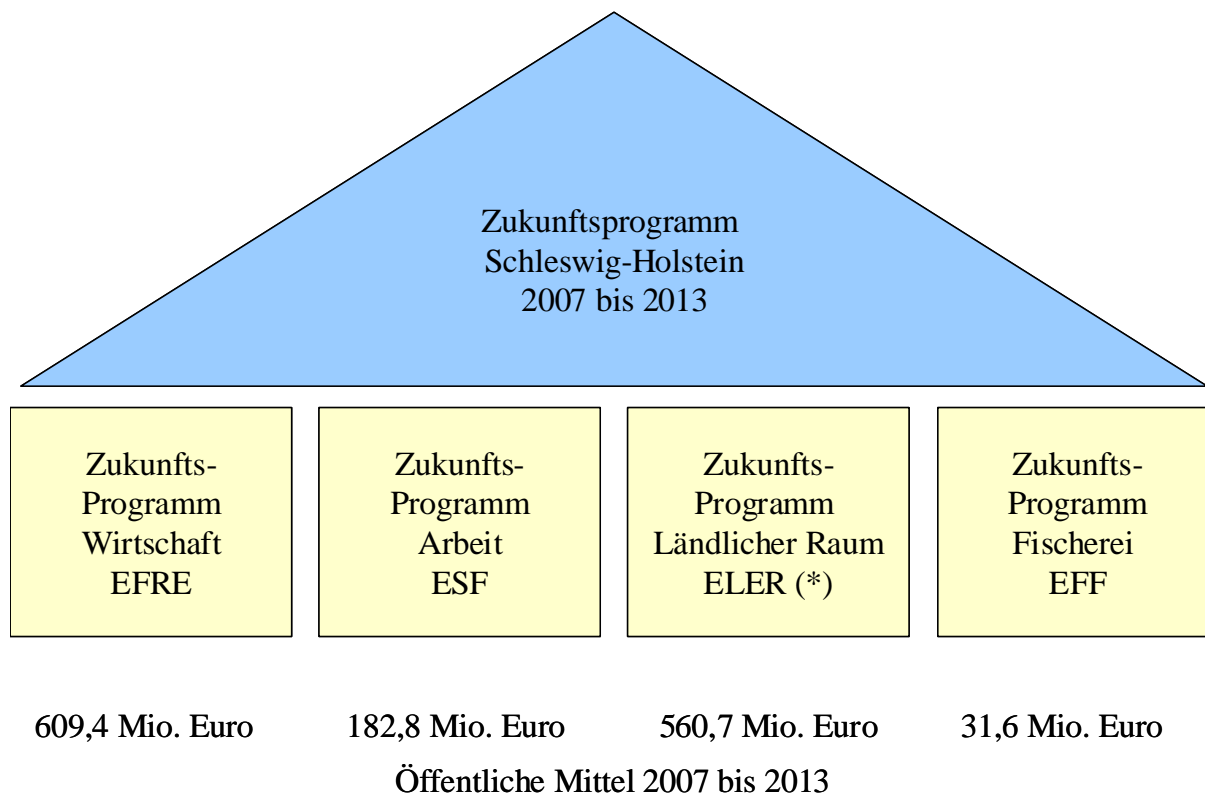 Zukunftsprogramm
Schleswig-Holstein
2007 bis 2013
Zukunfts-
Programm
Wirtschaft
EFRE
Zukunfts-
Programm
Arbeit
ESF
Zukunfts-
Programm
Ländlicher Raum
ELER (*)
Zukunfts-
Programm
Fischerei
EFF
609,4 Mio. Euro
182,8 Mio. Euro
560,7 Mio. Euro
31,6 Mio. Euro
Öffentliche Mittel 2007 bis 2013